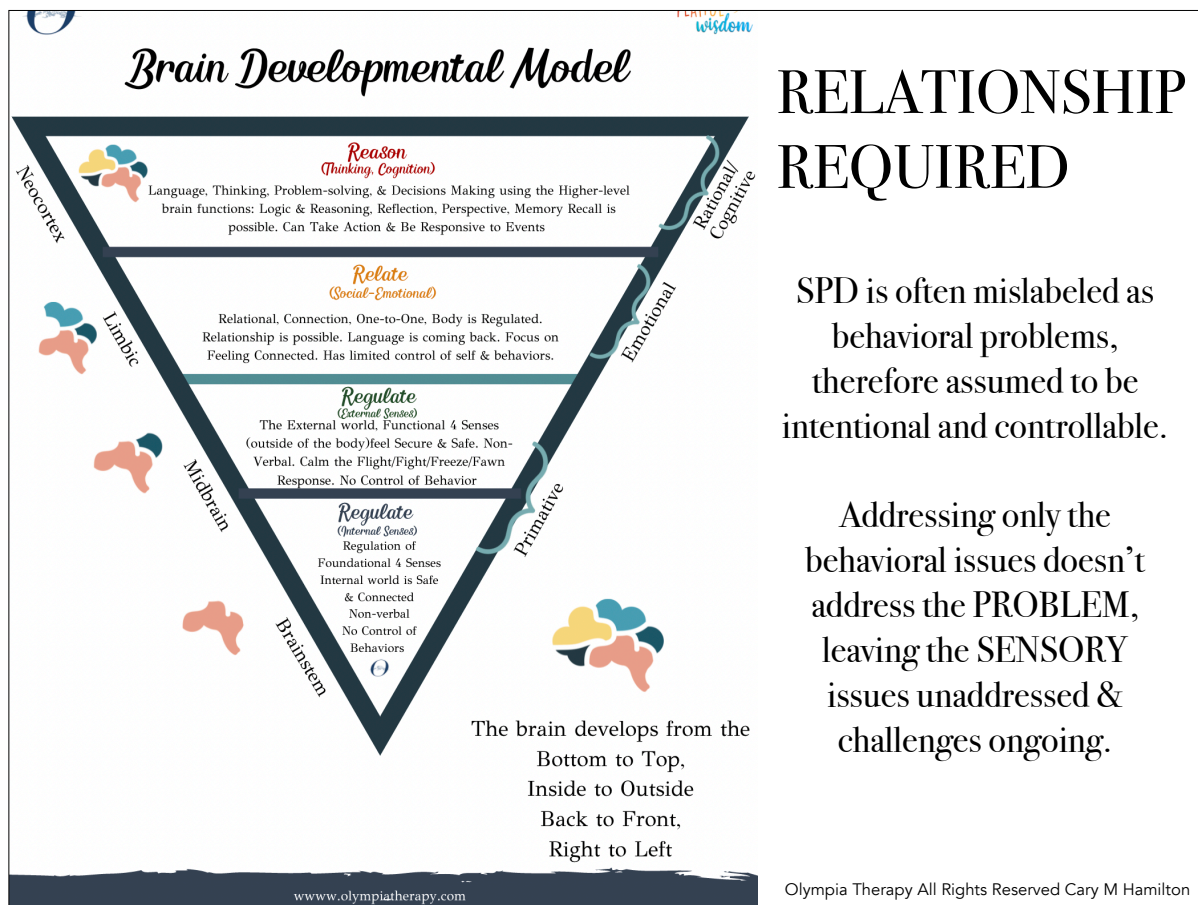 wisdom
Brain Developmental Model
Reason
(Thinking, Cognition)
Language, Thinking, Problem-solving, & Decisions Making using the Higher-level
brain functions: Logic & Reasoning, Reflection, Perspective, Memory Recall is
possible. Can Take Action & Be Responsive to Events
Neocortex
Rational/
Cognitive
Relate
(Social-Emotional)
Relational, Connection, One-to-One, Body is Regulated.
Relationship is possible. Language is coming back. Focus on
Feeling Connected. Has limited control of self & behaviors.
Limbic
Emotional
Regulate
(External Senses)
The External world, Functional 4 Senses
(outside of the body)feel Secure & Safe. Non-
Verbal. Calm the Flight/Fight/Freeze/Fawn
Response. No Control of Behavior
Midbrain
Primative
Regulate
(Internal Senses)
Regulation of
Foundational 4 Senses
Internal world is Safe
& Connected
Non-verbal
No Control of
Behaviors
Brainstem
The brain develops from the
Bottom to Top,
Inside to Outside
Back to Front,
Right to Left
wwww.olympiatherapy.com
RELATIONSHIP
REQUIRED
SPD is often mislabeled as
behavioral problems,
therefore assumed to be
intentional and controllable.
Addressing only the
behavioral issues doesn't
address the PROBLEM,
leaving the SENSORY
issues unaddressed &
challenges ongoing.
Olympia Therapy All Rights Reserved Cary M Hamilton